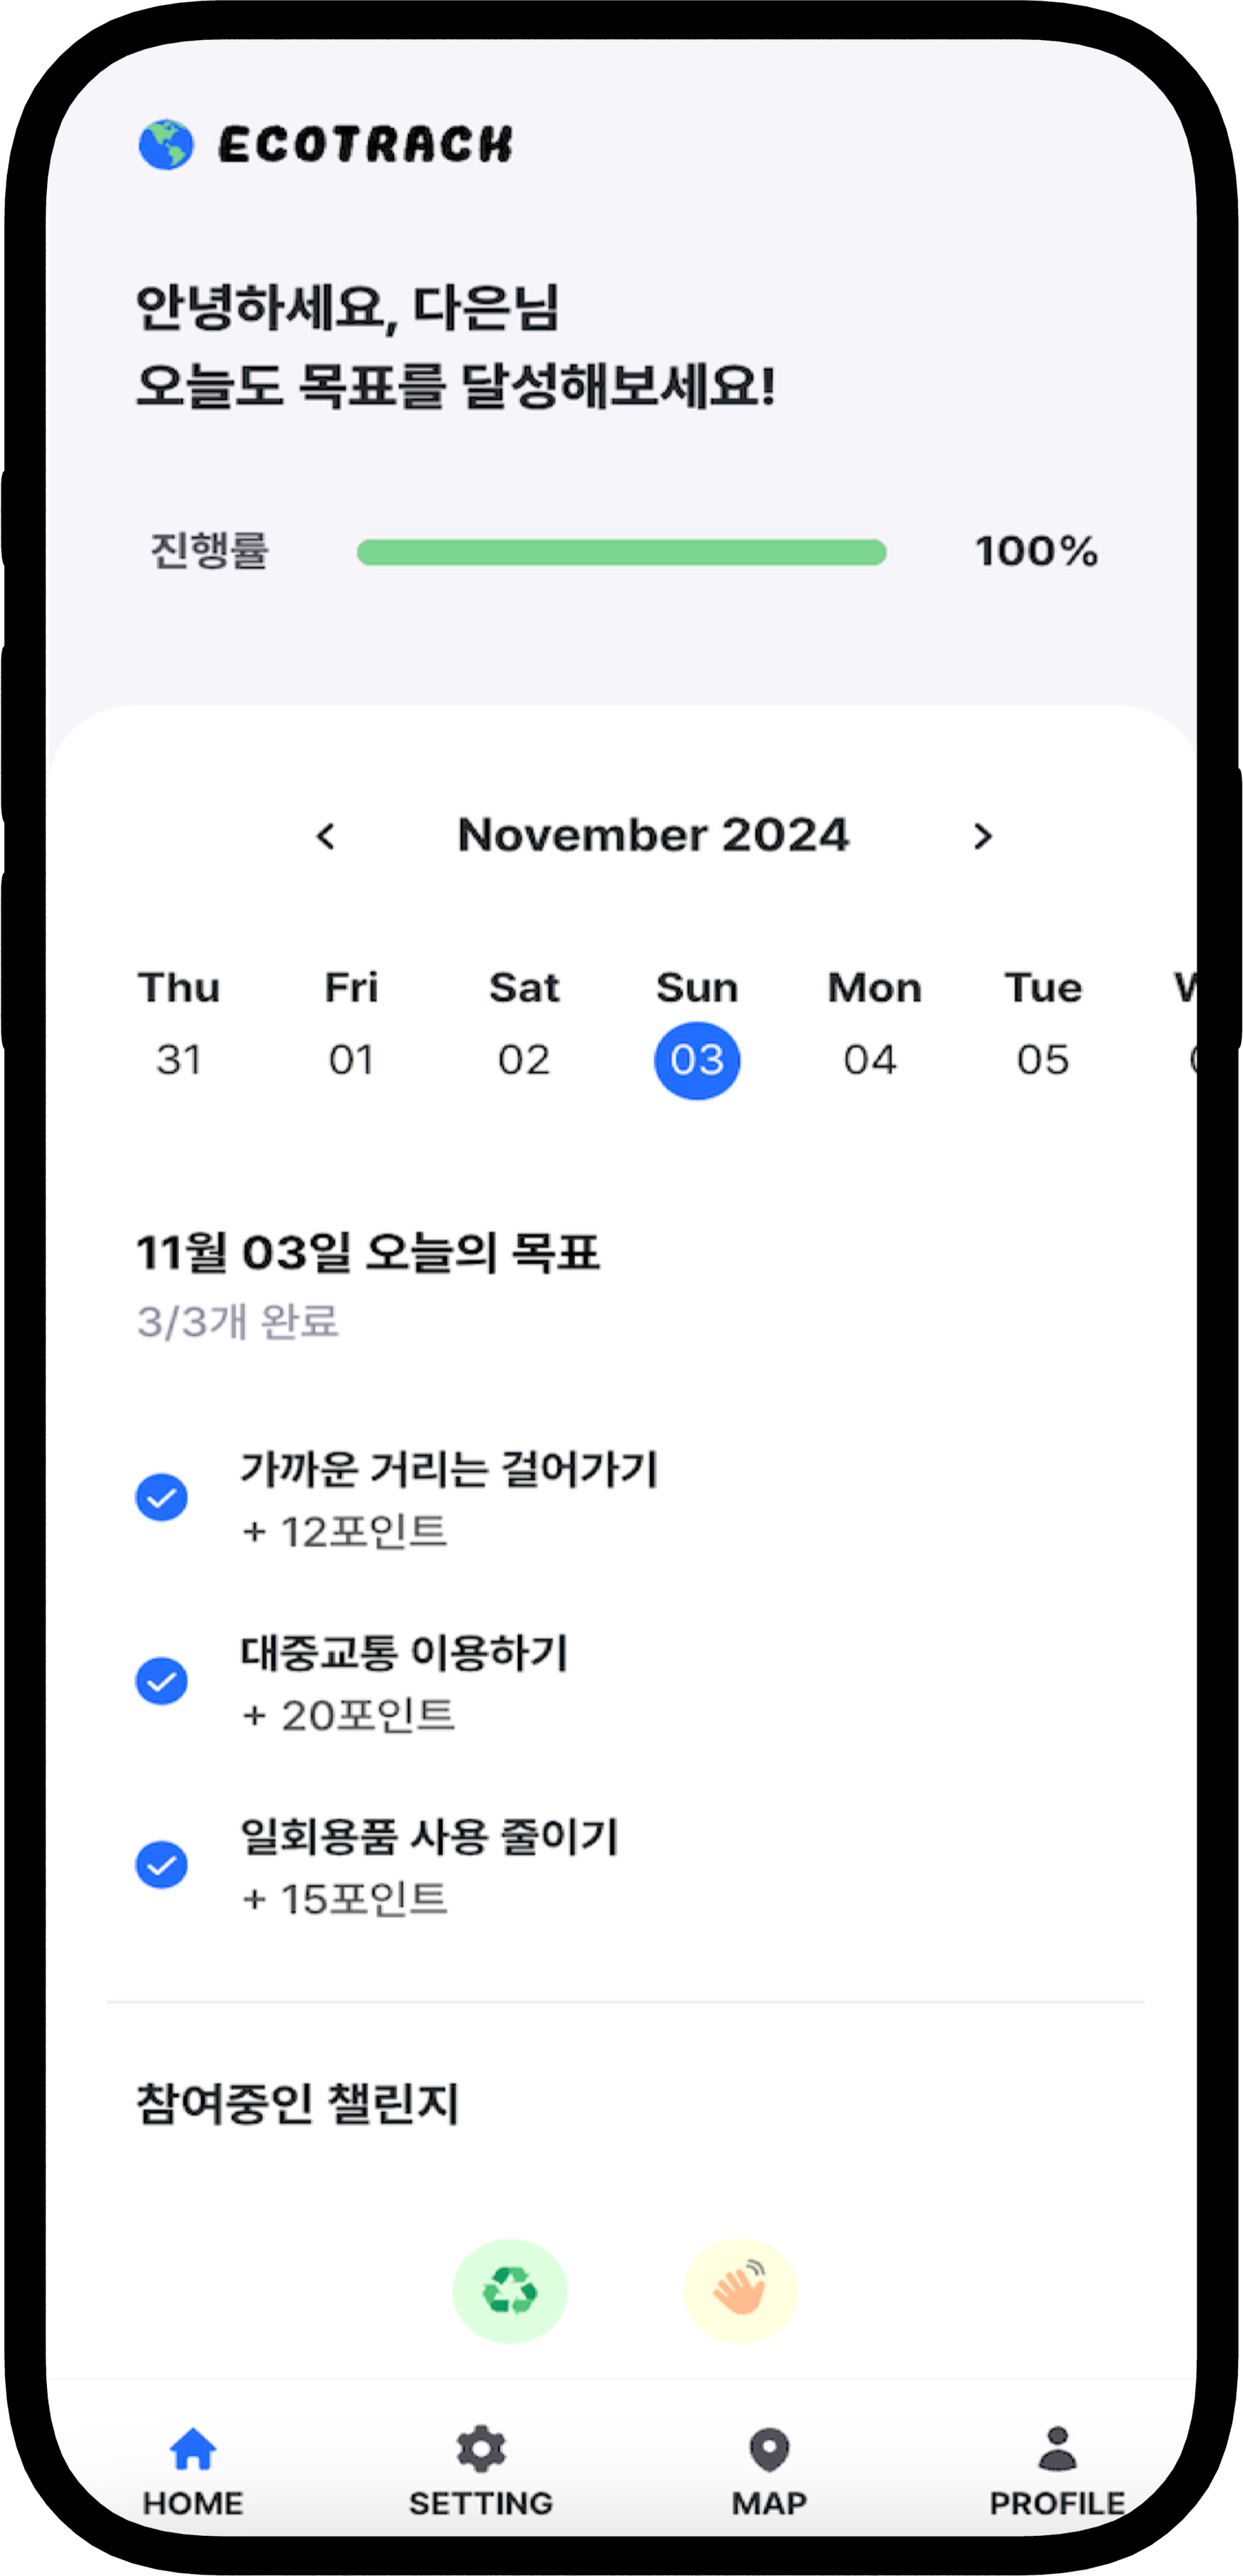 ECOTRACK
안녕하세요, 다은님
오늘도 목표를 달성해보세요!
진행률 100%
< November 2024 >
Thu Fri Sat Sun Mon Tue
31 01 02 03 04 05
11월 03일 오늘의 목표
3/3개 완료
가까운 거리는 걸어가기
+ 12포인트
대중교통 이용하기
+ 20포인트
일회용품 사용 줄이기
+ 15포인트
참여중인 챌린지
HOME SETTING MAP PROFILE